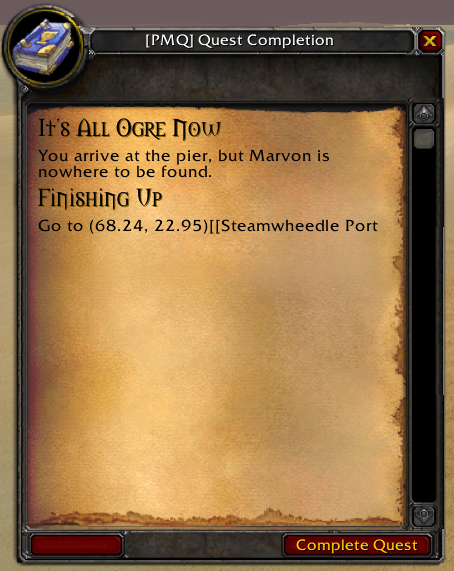 [PMQ] Quest Completion
It's All Ogre Now
You arrive at the pier, but Marvon is
nowhere to be found.
Finishing Up
Go to (68.24, 22.95)[[Steamwheedle Port
Complete Quest